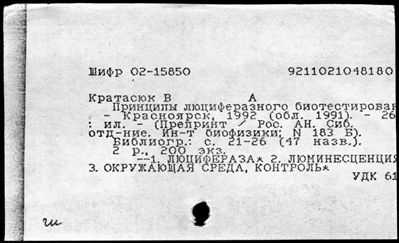 Шифр 02-15850 9211021048180
Кратасюк В А
Принципы люциферазного биотестирован
. - Красноярск, 1992 (обл. 1991). - 26
: ил. - (Препринт / Рос. АН. Сиб.
отд-ние. Ин-т биофизики; N 183 Б).
Библиогр.: с. 21-26 (47 назв.).
2 р., 200 экз.
--1. ЛЮЦИФЕРАЗА* 2. ЛЮМИНЕСЦЕНЦИЯ
3. ОКРУЖАЮЩАЯ СРЕДА, КОНТРОЛЬ*
УДК 61